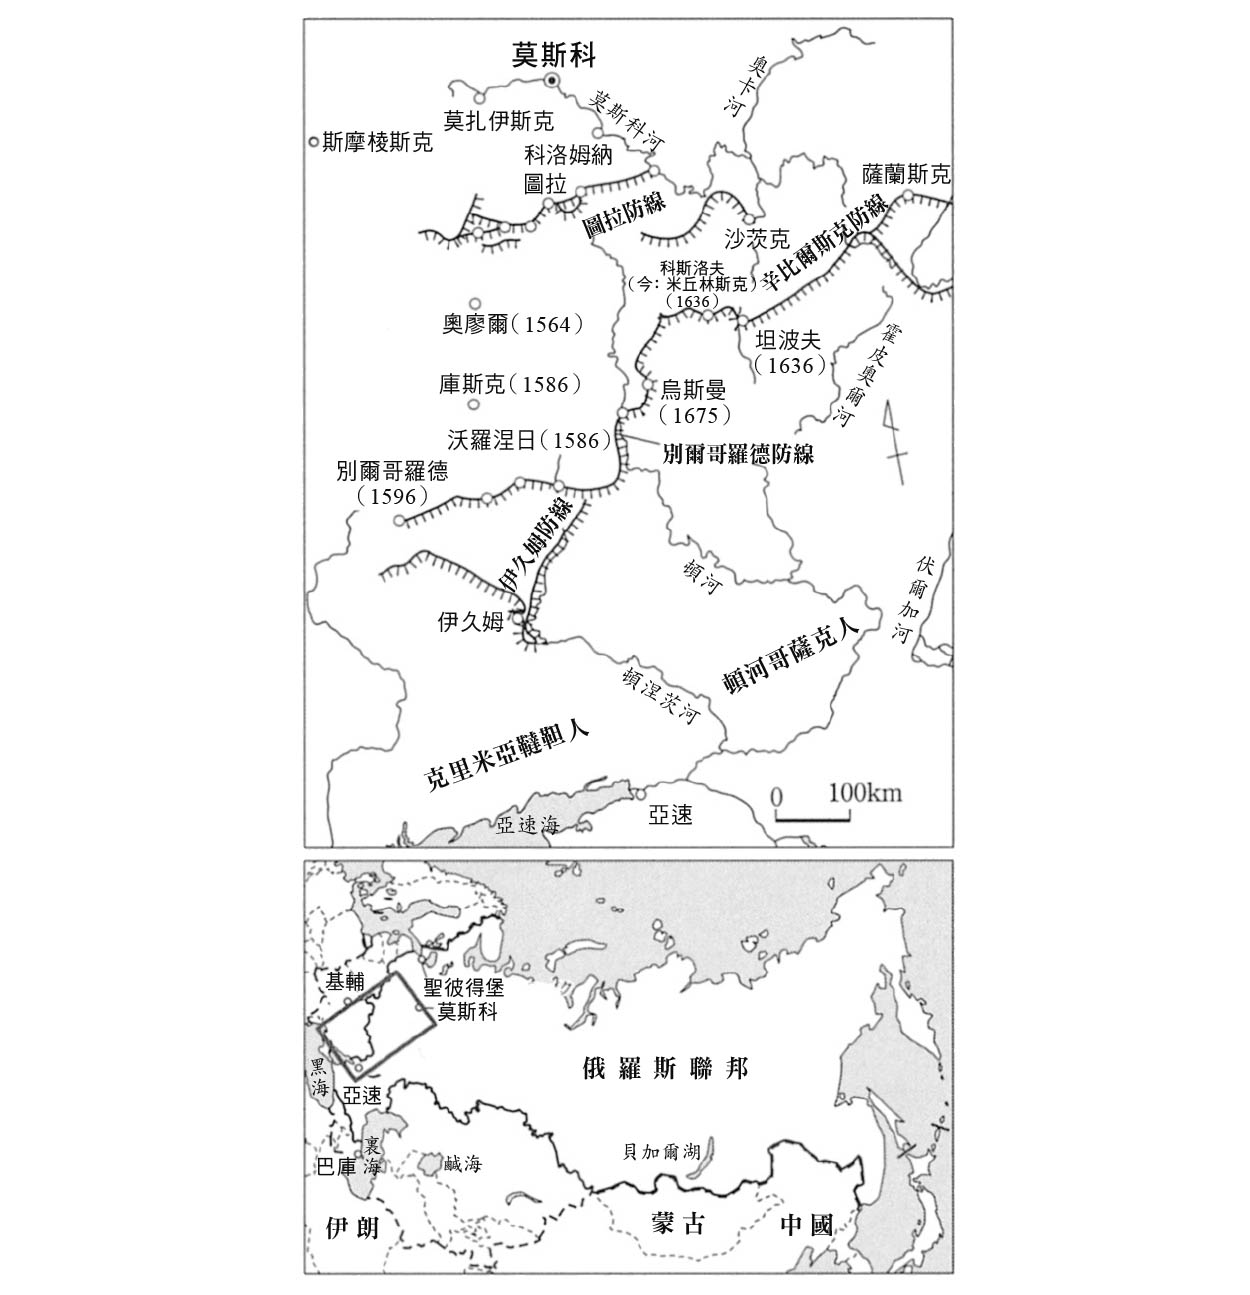 莫斯科
奧卡河
莫斯科河
莫扎伊斯克
斯摩棱斯克
科洛姆納
圖拉
薩蘭斯克
圖拉防線
沙茨克
辛比爾斯克防線
科斯洛夫
(今：米丘林斯克)
(1636)
奧廖爾(1564)
坦波夫
(1636)
霍皮奧爾河
庫斯克(1586)
烏斯曼
(1675)
沃羅涅日(1586)
別爾哥羅德防線
別爾哥羅德
(1596)
伊久姆防線
頓河
伏爾加河
伊久姆
頓河哥薩克人
頓涅茨河
克里米亞韃靼人
0 100km
亞速
亞速海
基輔
聖彼得堡
莫斯科
黑海
俄羅斯聯邦
亞速
裏海
巴庫
鹹海
貝加爾湖
伊朗
蒙古
中國